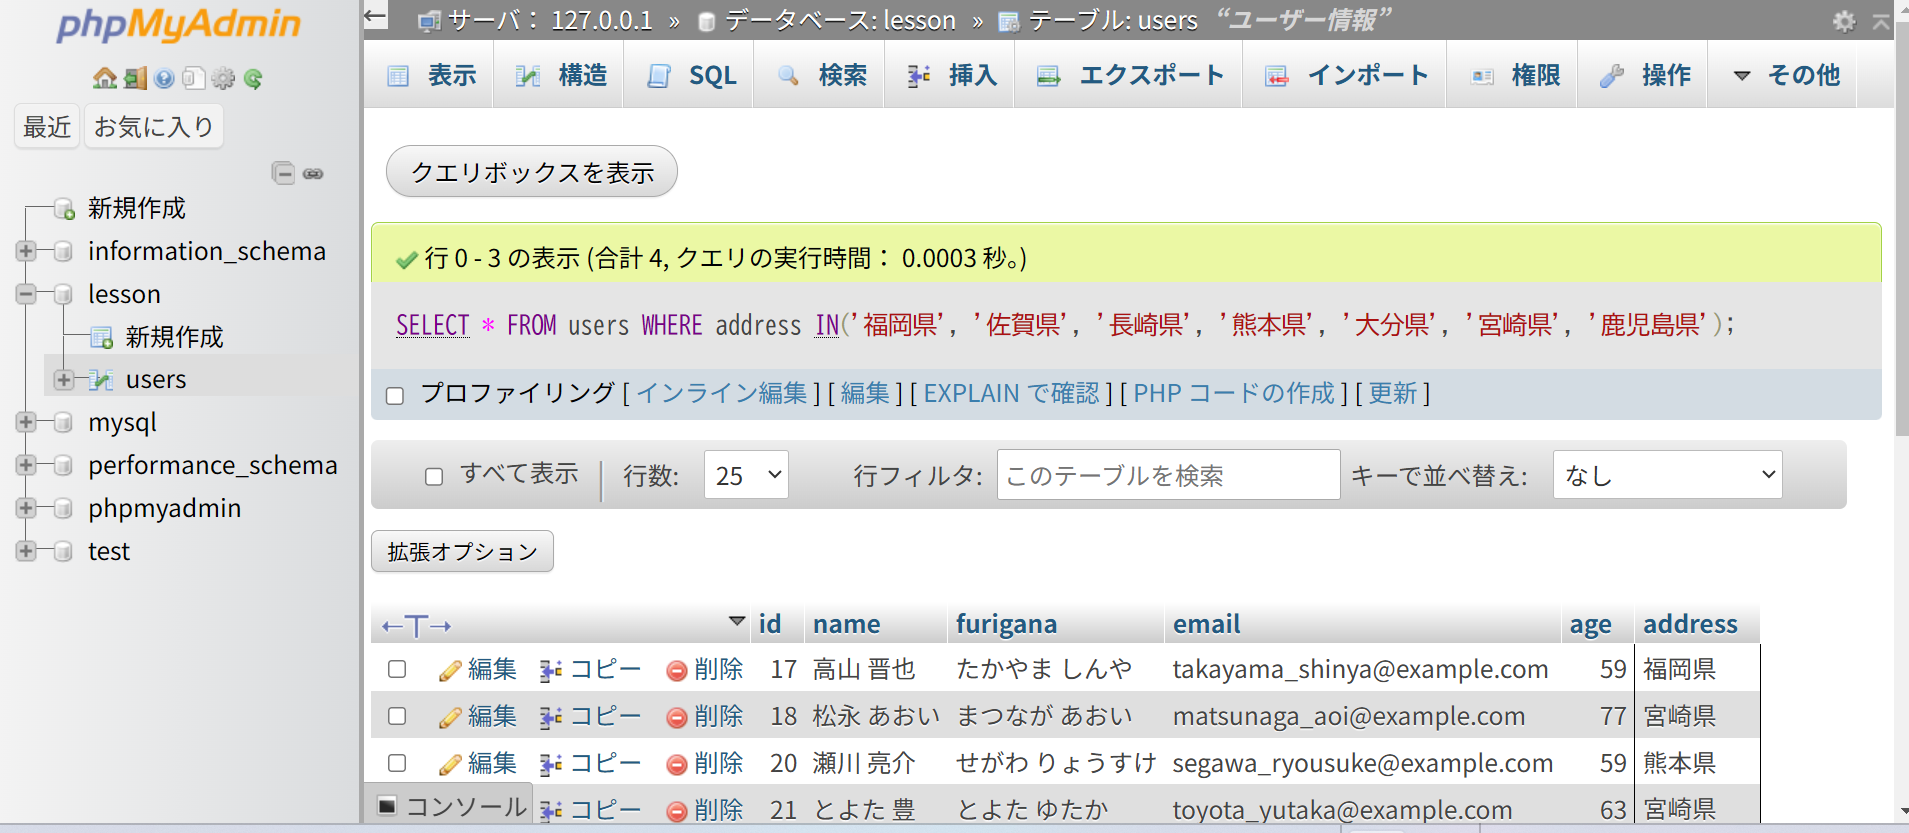 phpMyAdmin
最近 お気に入り
新規作成
information_schema
lesson
新規作成
users
mysql
performance_schema
phpmyadmin
test
サーバ: 127.0.0.1 » データベース: lesson » テーブル: users “ユーザー情報”
表示 構造 SQL 検索 挿入 エクスポート インポート 権限 操作 その他
クエリボックスを表示
行 0 - 3 の表示 (合計 4, クエリの実行時間: 0.0003 秒。)
SELECT * FROM users WHERE address IN('福岡県', '佐賀県', '長崎県', '熊本県', '大分県', '宮崎県', '鹿児島県');
プロファイリング [ インライン編集 ] [ 編集 ] [ EXPLAIN で確認 ] [ PHP コードの作成 ] [ 更新 ]
すべて表示 行数: 25 行フィルタ: このテーブルを検索 キーで並べ替え: なし
拡張オプション
←T→ id name furigana email age address
編集 コピー 削除 17 高山 晋也 たかやま しんや takayama_shinya@example.com 59 福岡県
編集 コピー 削除 18 松永 あおい まつなが あおい matsunaga_aoi@example.com 77 宮崎県
編集 コピー 削除 20 瀬川 亮介 せがわ りょうすけ segawa_ryousuke@example.com 59 熊本県
コンソール コピー 削除 21 とよた 豊 とよた ゆたか toyota_yutaka@example.com 63 宮崎県